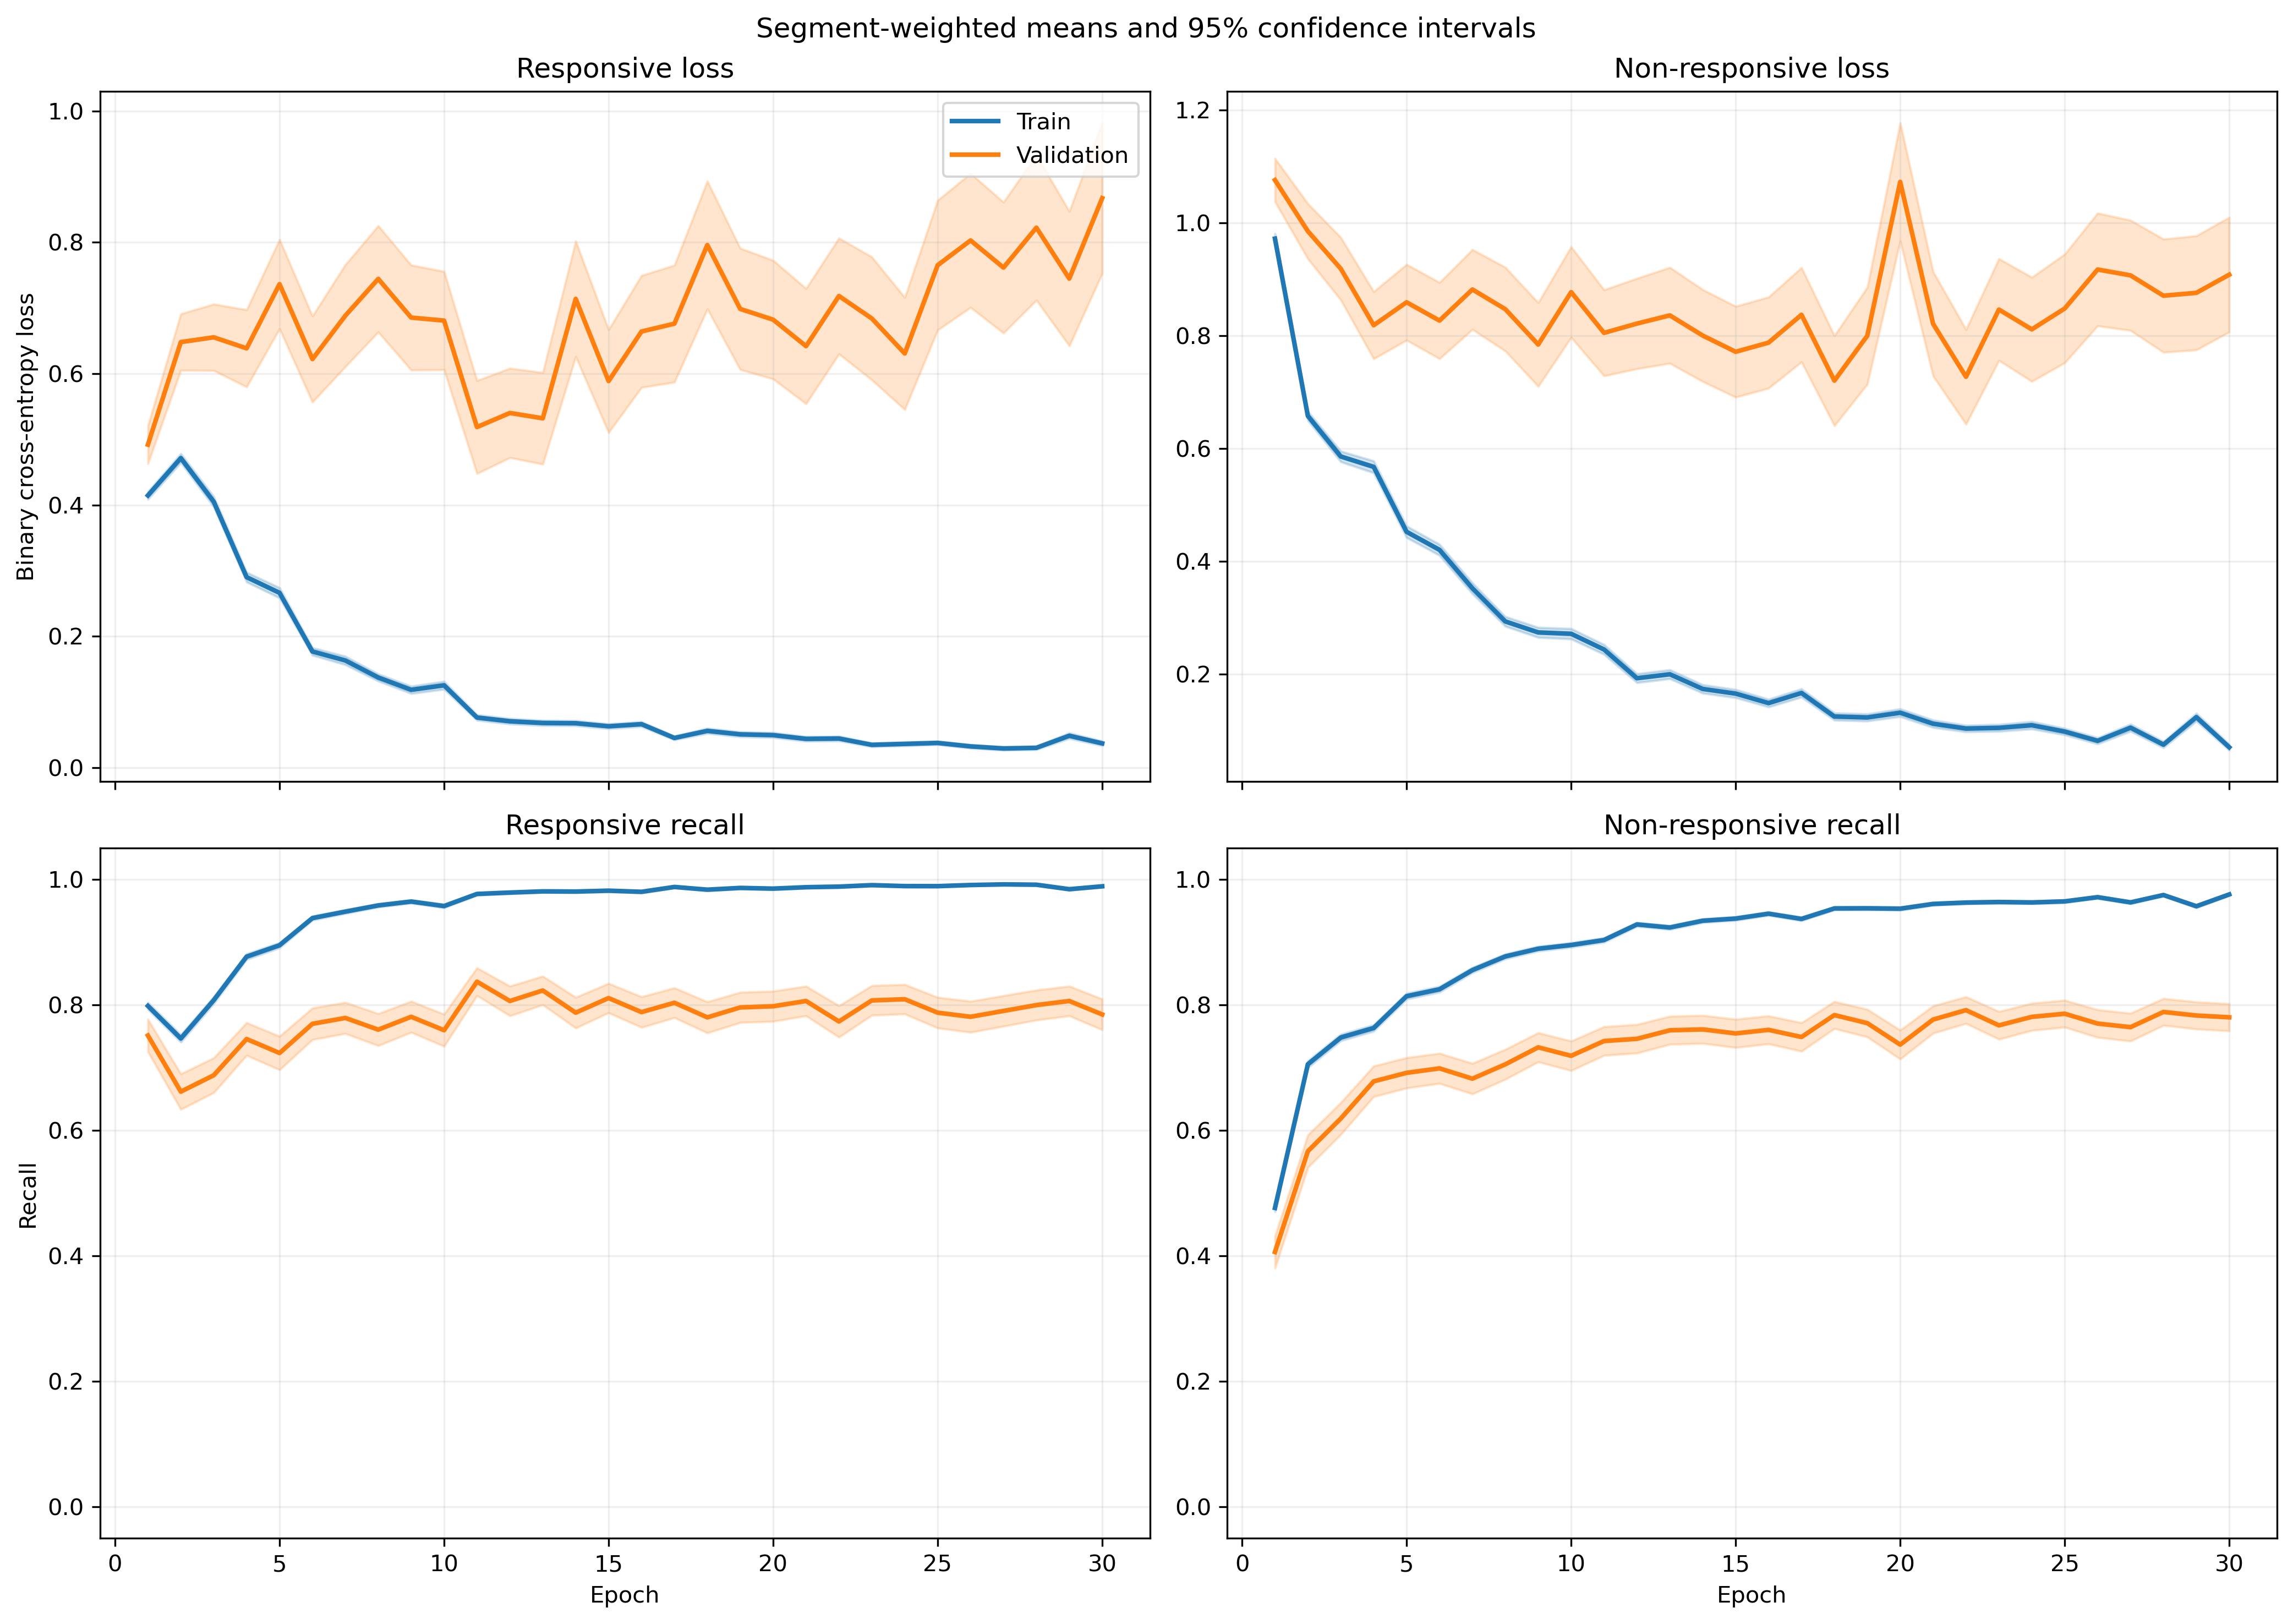 Segment-weighted means and 95% confidence intervals
Responsive loss
Binary cross-entropy loss
1.0
0.8
0.6
0.4
0.2
0.0
Train
Validation
Non-responsive loss
1.2
1.0
0.8
0.6
0.4
0.2
Responsive recall
Recall
1.0
0.8
0.6
0.4
0.2
0.0
0 5 10 15 20 25 30
Epoch
Non-responsive recall
1.0
0.8
0.6
0.4
0.2
0.0
0 5 10 15 20 25 30
Epoch